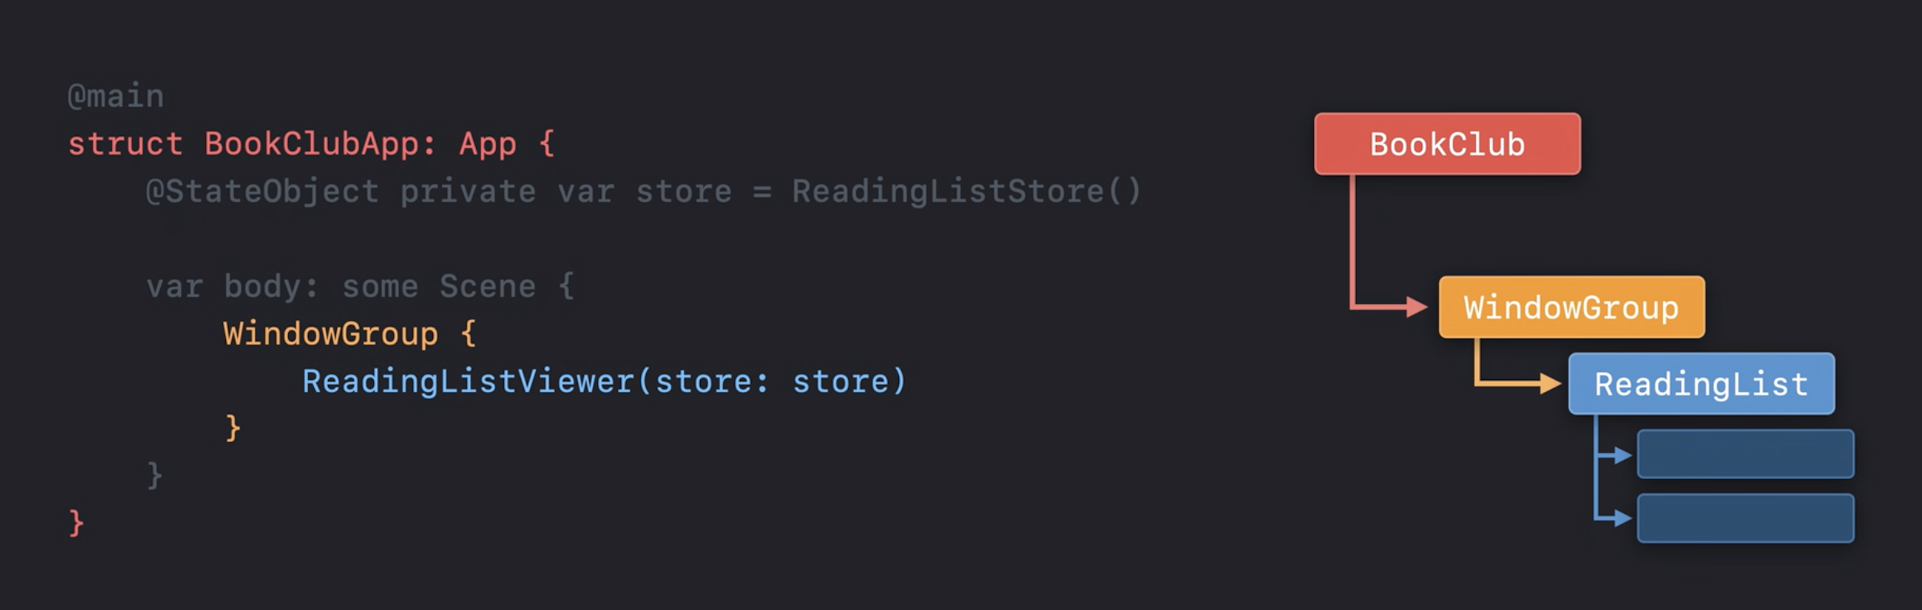 @main
struct BookClubApp: App {
    @StateObject private var store = ReadingListStore()
    var body: some Scene {
        WindowGroup {
            ReadingListViewer(store: store)
        }
    }
}
BookClub
WindowGroup
ReadingList